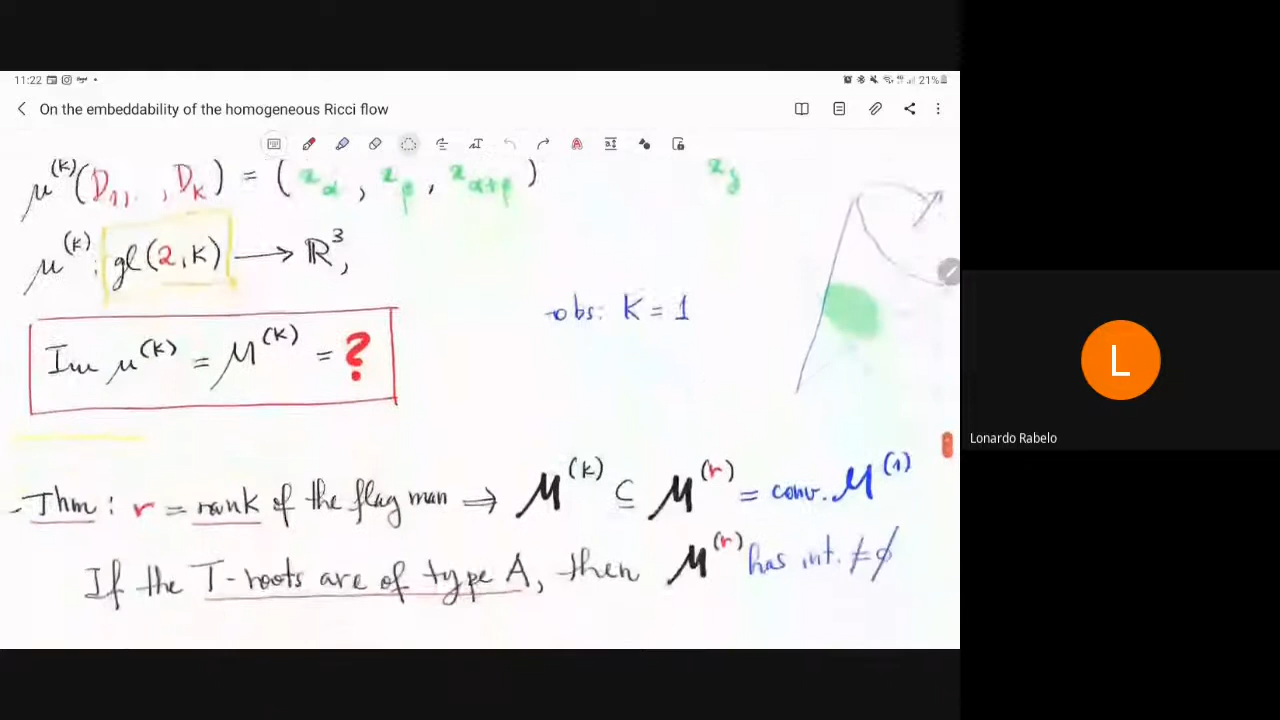 11:22 21%
On the embeddability of the homogeneous Ricci flow
μ^(k)(D₁, , D_k) = (x_α, x_β, x_α+β) x_γ
μ^(k): gl(2,k) → ℝ³,
obs: K = 1
Im μ^(k) = M^(k) = ?
Lonardo Rabelo
- Thm: r = rank of the flag man ⇒ M^(k) ⊆ M^(r) = conv. M^(1)
If the T-roots are of type A, then M^(r) has int. ≠ ∅
L